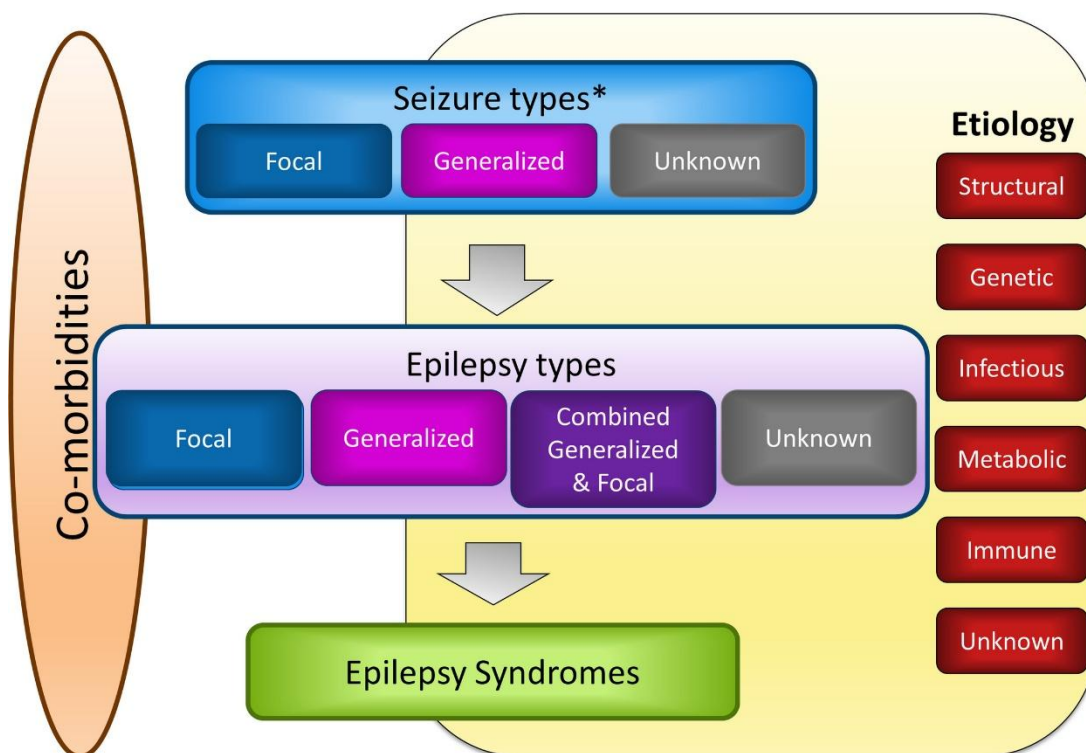 Co-morbidities
Seizure types*
Focal
Generalized
Unknown
Epilepsy types
Focal
Generalized
Combined
Generalized
& Focal
Unknown
Epilepsy Syndromes
Etiology
Structural
Genetic
Infectious
Metabolic
Immune
Unknown